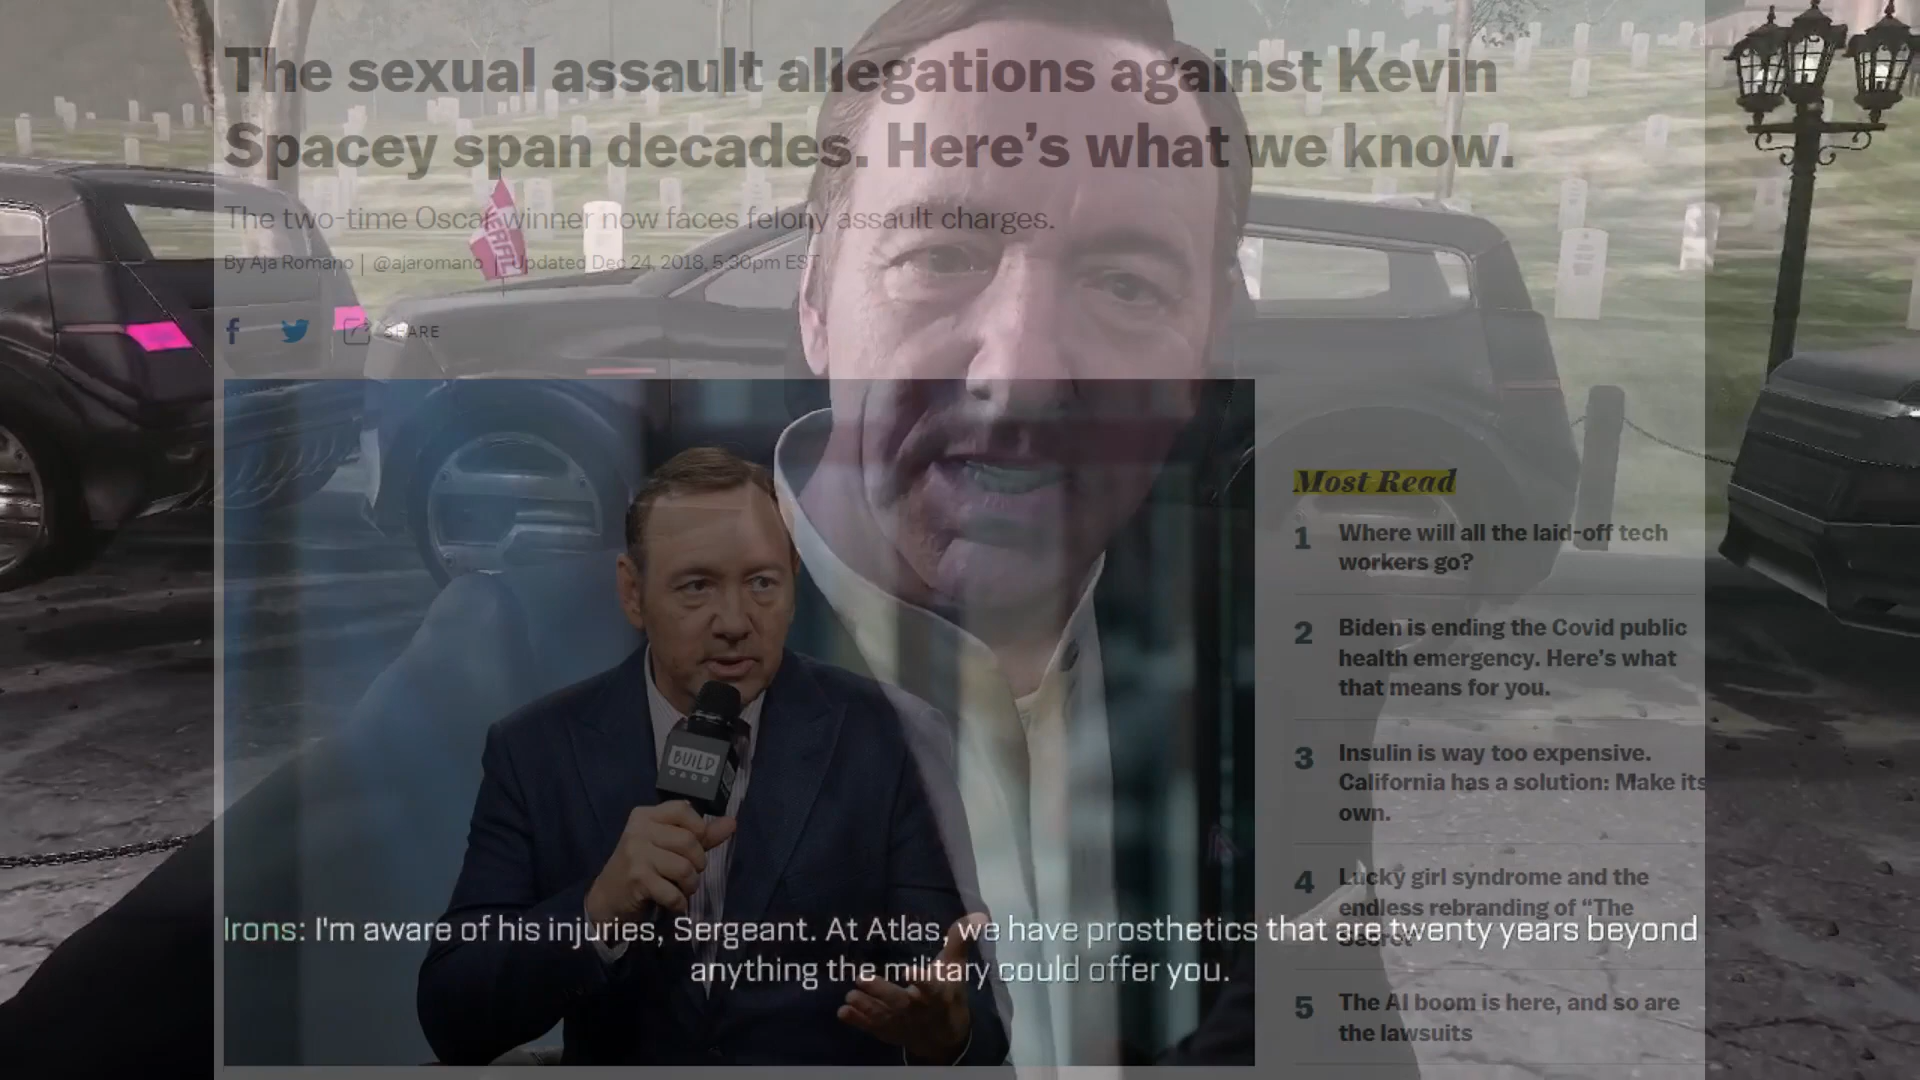 The sexual assault allegations against Kevin
Spacey span decades. Here's what we know.
The two-time Oscar winner now faces felony assault charges.
By Aja Romano | @ajaromano Updated Dec 24, 2018, 5:30pm EST
SHARE
Most Read
1 Where will all the laid-off tech
workers go?
2 Biden is ending the Covid public
health emergency. Here's what
that means for you.
3 Insulin is way too expensive.
California has a solution: Make its
own.
4 Lucky girl syndrome and the
endless rebranding of “The
Secret”
5 The AI boom is here, and so are
the lawsuits
BUILD
Irons: I'm aware of his injuries, Sergeant. At Atlas, we have prosthetics that are twenty years beyond
anything the military could offer you.